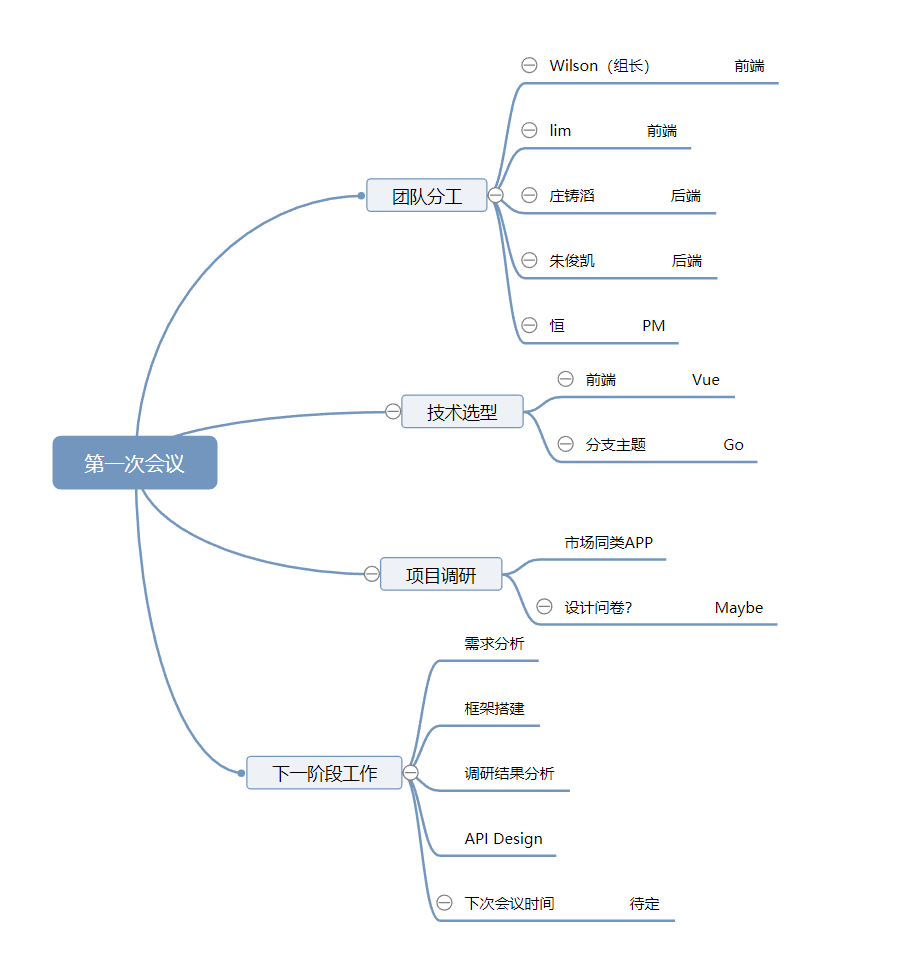 第一次会议
团队分工
Wilson（组长） 前端
lim 前端
庄铸滔 后端
朱俊凯 后端
恒 PM
技术选型
前端 Vue
分支主题 Go
项目调研
市场同类APP
设计问卷? Maybe
下一阶段工作
需求分析
框架搭建
调研结果分析
API Design
下次会议时间 待定